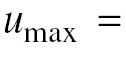 u_max =